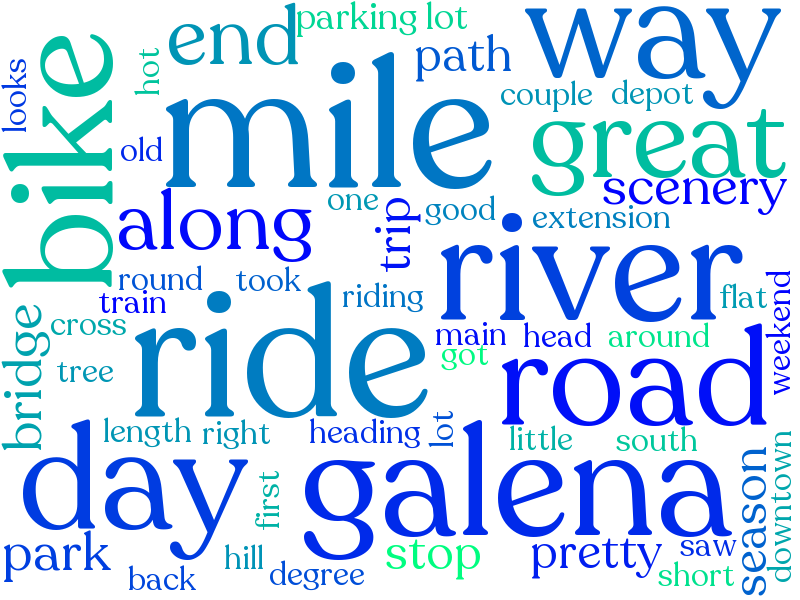 parking lot
end
way
looks
hot
path
bike
mile
couple
depot
great
old
scenery
one
good
extension
along
trip
river
round
took
riding
flat
weekend
train
cross
bridge
ride
main
head
around
got
tree
road
length
right
heading
lot
little
south
day
galena
first
season
downtown
park
hill
stop
pretty
saw
back
degree
short